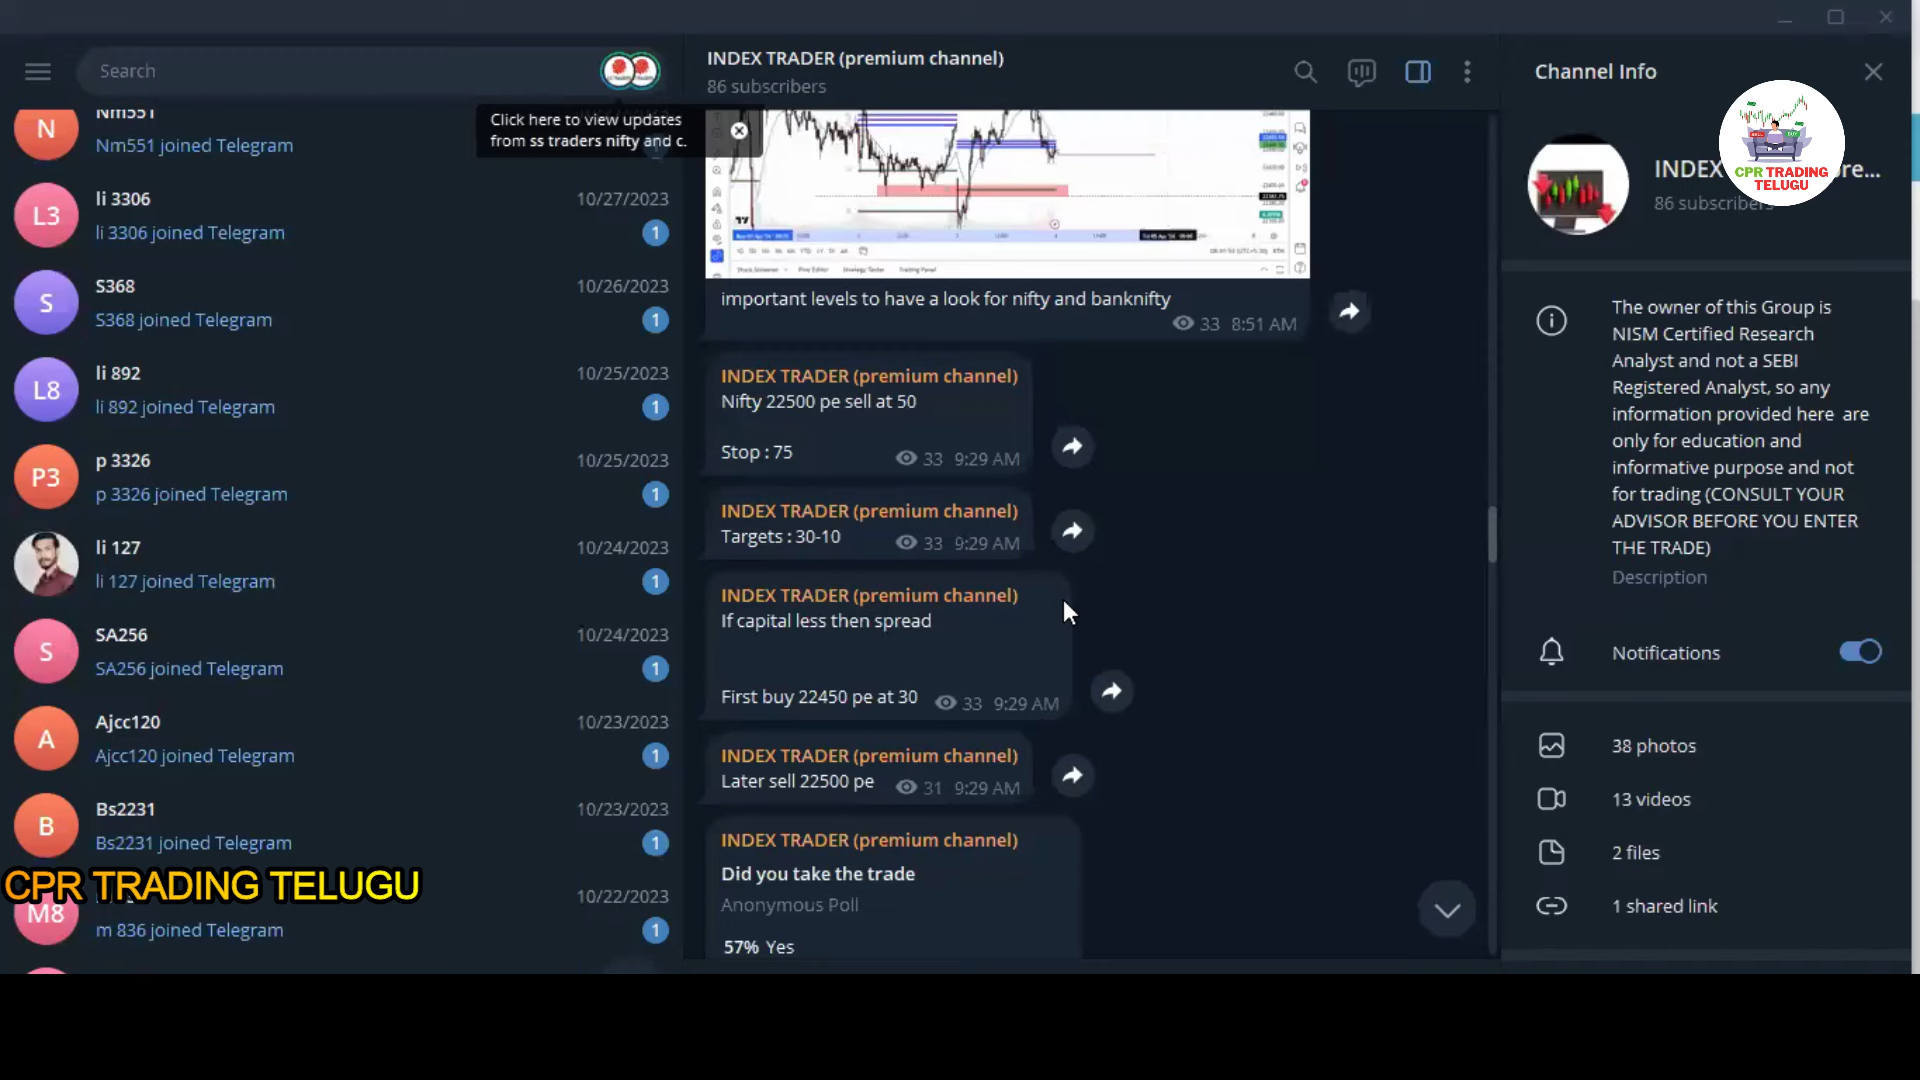 Search
Click here to view updates
from ss traders nifty and c.
Nm551
Nm551 joined Telegram
li 3306
10/27/2023
li 3306 joined Telegram
1
S368
10/26/2023
S368 joined Telegram
1
li 892
10/25/2023
li 892 joined Telegram
1
p 3326
10/25/2023
p 3326 joined Telegram
1
li 127
10/24/2023
li 127 joined Telegram
1
SA256
10/24/2023
SA256 joined Telegram
1
Ajcc120
10/23/2023
Ajcc120 joined Telegram
1
Bs2231
10/23/2023
Bs2231 joined Telegram
1
10/22/2023
m 836 joined Telegram
1
N
L3
S
L8
P3
S
A
B
M8
CPR TRADING TELUGU
INDEX TRADER (premium channel)
86 subscribers
important levels to have a look for nifty and banknifty
33 8:51 AM
INDEX TRADER (premium channel)
Nifty 22500 pe sell at 50
Stop : 75
33 9:29 AM
INDEX TRADER (premium channel)
Targets : 30-10
33 9:29 AM
INDEX TRADER (premium channel)
If capital less then spread
First buy 22450 pe at 30
33 9:29 AM
INDEX TRADER (premium channel)
Later sell 22500 pe
31 9:29 AM
INDEX TRADER (premium channel)
Did you take the trade
Anonymous Poll
57% Yes
Channel Info
INDEX
re...
86 subscribers
CPR TRADING
TELUGU
The owner of this Group is
NISM Certified Research
Analyst and not a SEBI
Registered Analyst, so any
information provided here are
only for education and
informative purpose and not
for trading (CONSULT YOUR
ADVISOR BEFORE YOU ENTER
THE TRADE)
Description
Notifications
38 photos
13 videos
2 files
1 shared link